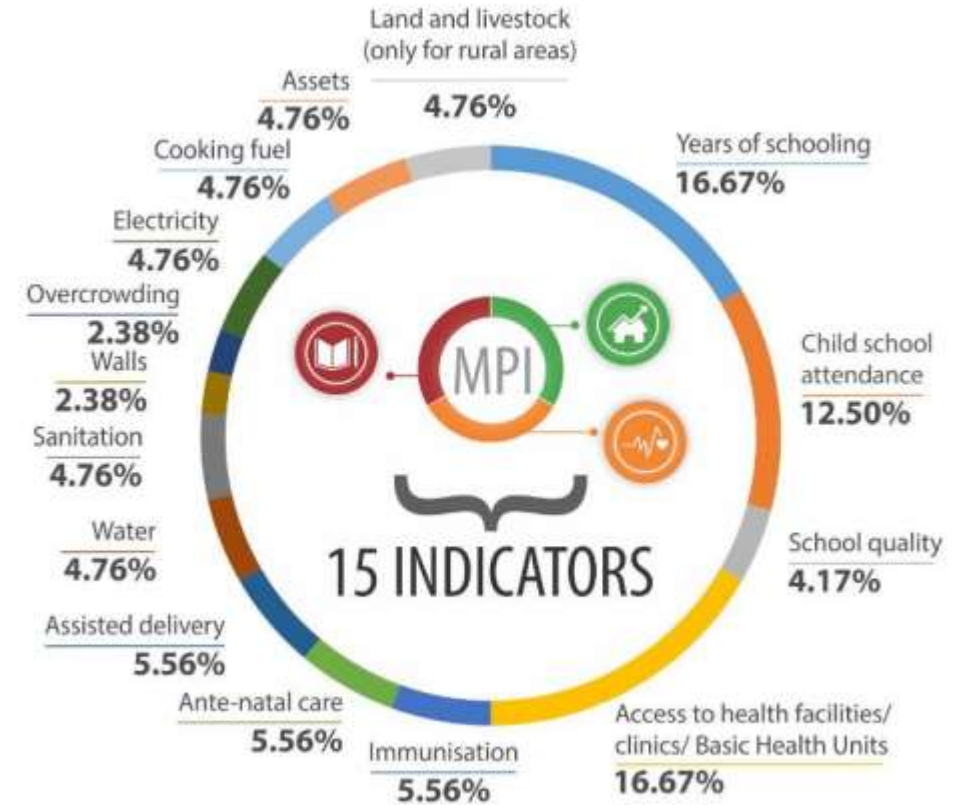 Land and livestock
(only for rural areas)
4.76%
Years of schooling
16.67%
Child school
attendance
12.50%
School quality
4.17%
Access to health facilities/
clinics/ Basic Health Units
16.67%
Immunisation
5.56%
Ante-natal care
5.56%
Assisted delivery
5.56%
Water
4.76%
Sanitation
4.76%
Walls
2.38%
Overcrowding
2.38%
Electricity
4.76%
Cooking fuel
4.76%
Assets
4.76%
MPI
15 INDICATORS